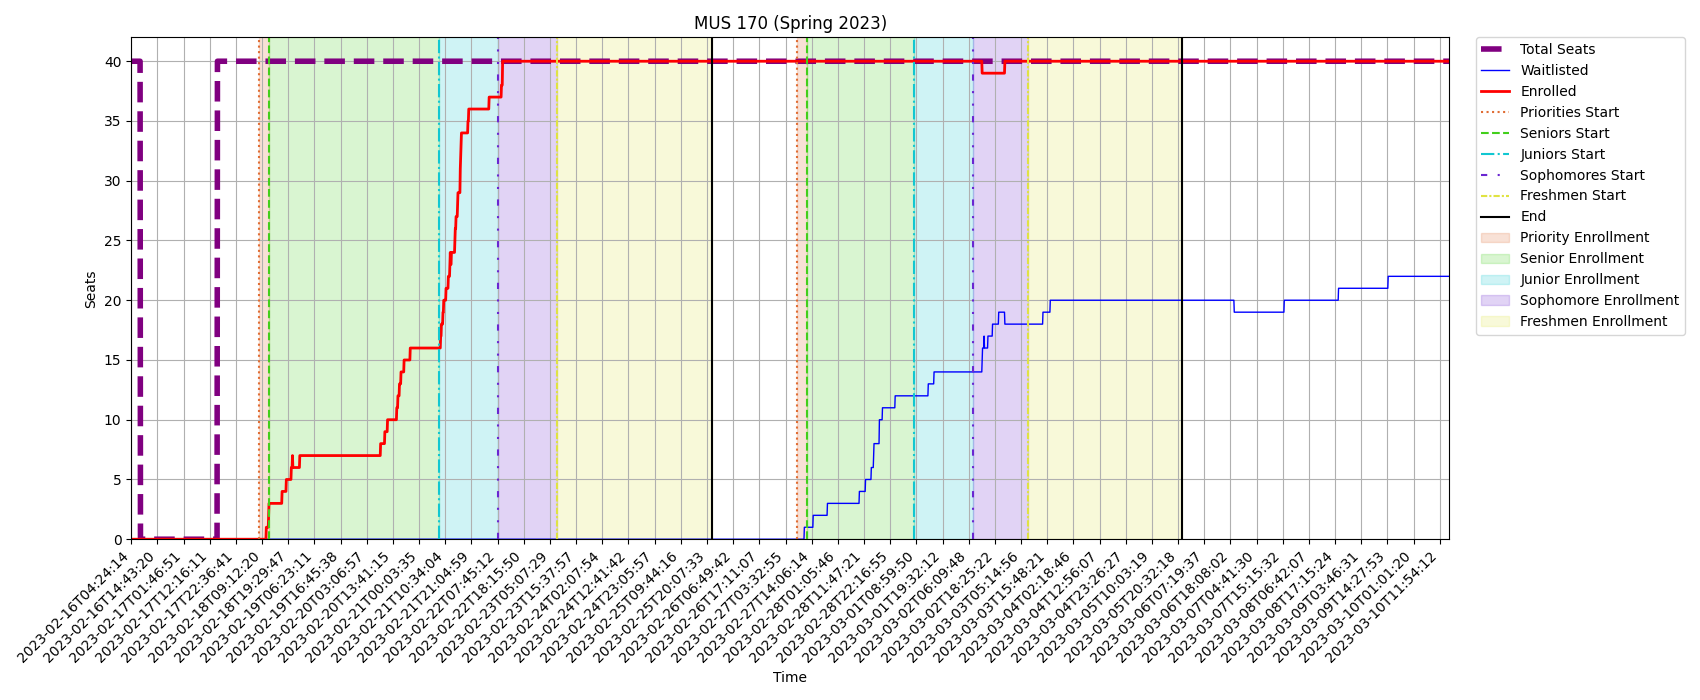 MUS 170 (Spring 2023)
Total Seats
Waitlisted
Enrolled
Priorities Start
Seniors Start
Juniors Start
Sophomores Start
Freshmen Start
End
Priority Enrollment
Senior Enrollment
Junior Enrollment
Sophomore Enrollment
Freshmen Enrollment
Seats
40
35
30
25
20
15
10
5
0
2023-02-16T04:24:14
2023-02-16T14:43:20
2023-02-17T01:46:51
2023-02-17T12:16:11
2023-02-17T22:36:41
2023-02-18T09:12:20
2023-02-18T19:29:47
2023-02-19T06:23:11
2023-02-19T16:45:38
2023-02-20T03:06:57
2023-02-20T13:41:15
2023-02-21T00:03:35
2023-02-21T10:34:04
2023-02-21T21:04:59
2023-02-22T07:45:12
2023-02-22T18:15:50
2023-02-23T05:07:29
2023-02-23T15:37:57
2023-02-24T02:07:54
2023-02-24T12:41:42
2023-02-24T23:05:57
2023-02-25T09:44:16
2023-02-25T20:07:33
2023-02-26T06:49:42
2023-02-26T17:11:07
2023-02-27T03:32:55
2023-02-27T14:06:14
2023-02-28T01:05:46
2023-02-28T11:47:21
2023-02-28T22:16:55
2023-03-01T08:59:50
2023-03-01T19:32:12
2023-03-02T06:09:48
2023-03-02T18:25:22
2023-03-03T05:14:56
2023-03-03T15:48:21
2023-03-04T02:18:46
2023-03-04T12:56:07
2023-03-04T23:26:27
2023-03-05T10:03:19
2023-03-05T20:32:18
2023-03-06T07:19:37
2023-03-06T18:08:02
2023-03-07T04:41:30
2023-03-07T15:15:32
2023-03-08T06:42:07
2023-03-08T17:15:24
2023-03-09T03:46:31
2023-03-09T14:27:53
2023-03-10T01:01:20
2023-03-10T11:54:12
Time